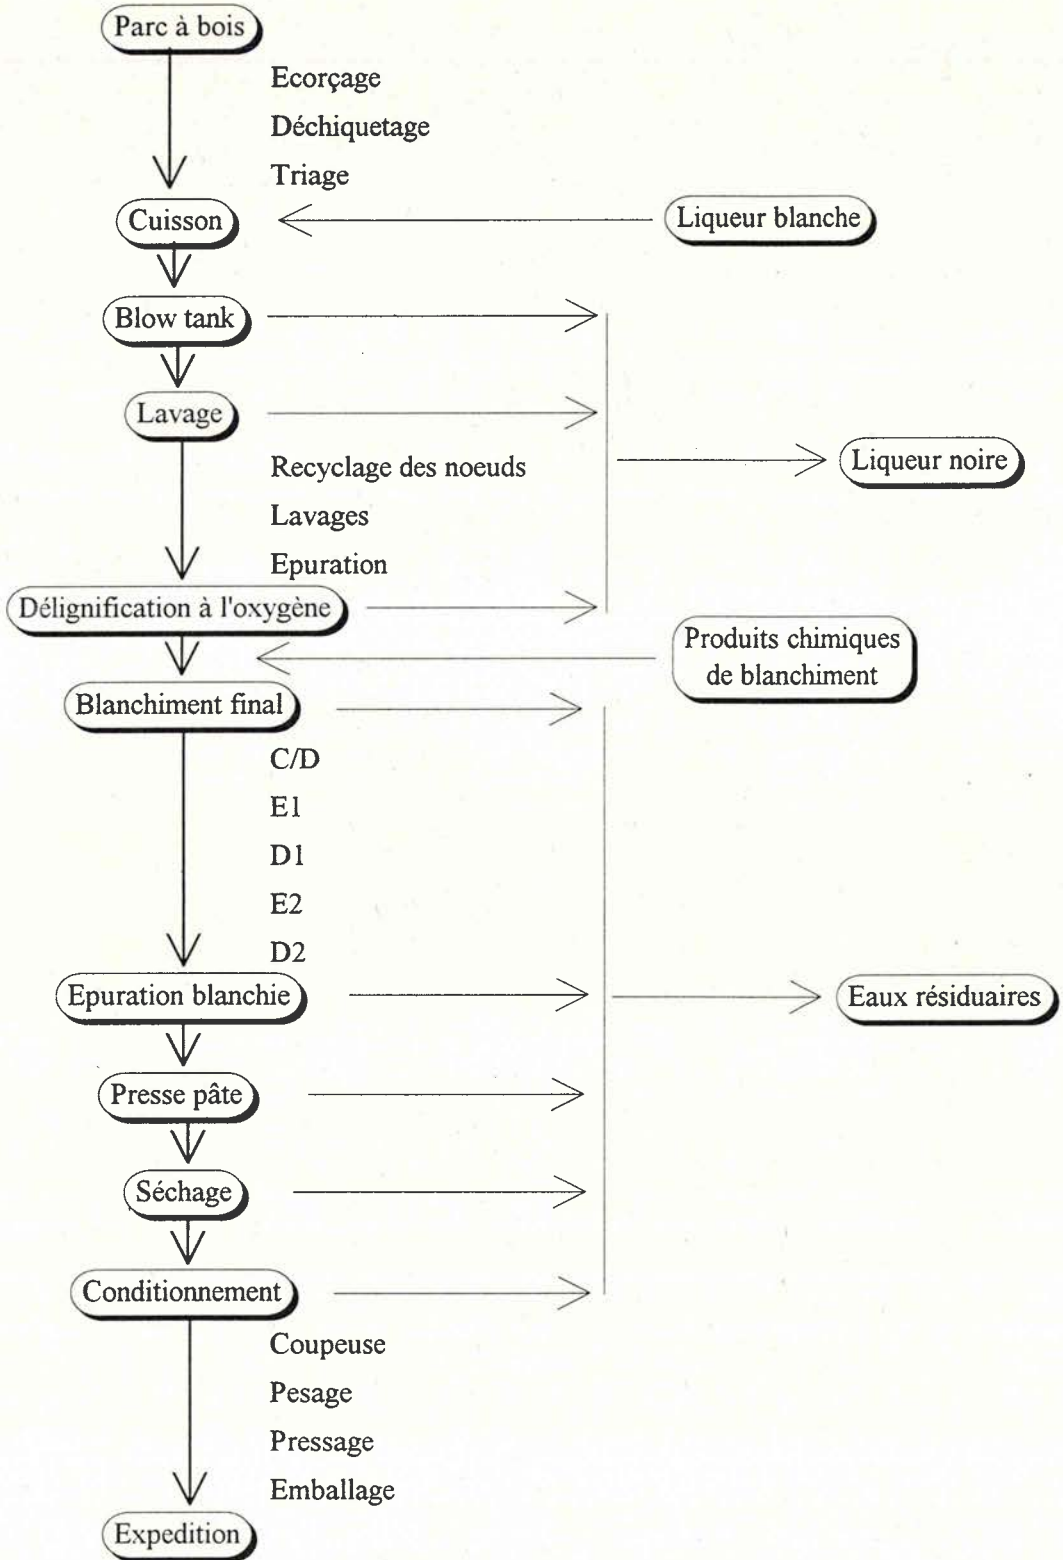 Parc à bois
Ecorçage
Déchiquetage
Triage
Cuisson
Liqueur blanche
Blow tank
Lavage
Recyclage des noeuds
Liqueur noire
Lavages
Epuration
Délignification à l'oxygène
Produits chimiques
de blanchiment
Blanchiment final
C/D
E1
D1
E2
D2
Epuration blanchie
Eaux résiduaires
Presse pâte
Séchage
Conditionnement
Coupeuse
Pesage
Pressage
Emballage
Expedition